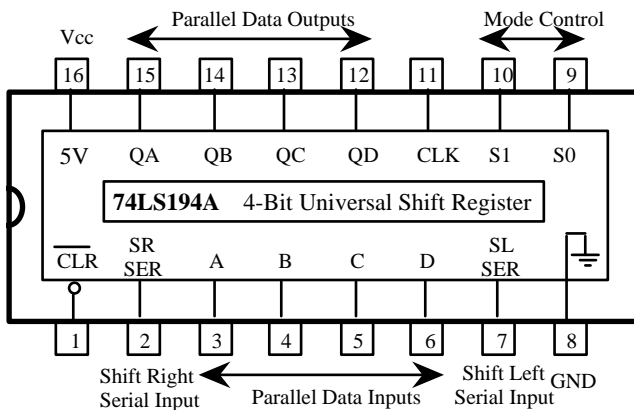 Parallel Data Outputs
Mode Control
Vcc
16 15 14 13 12 11 10 9
5V QA QB QC QD CLK S1 S0
74LS194A 4-Bit Universal Shift Register
CLR
SR
SER
A B C D
SL
SER
1 2 3 4 5 6 7 8
Shift Right
Serial Input
Parallel Data Inputs
Shift Left
Serial Input
GND